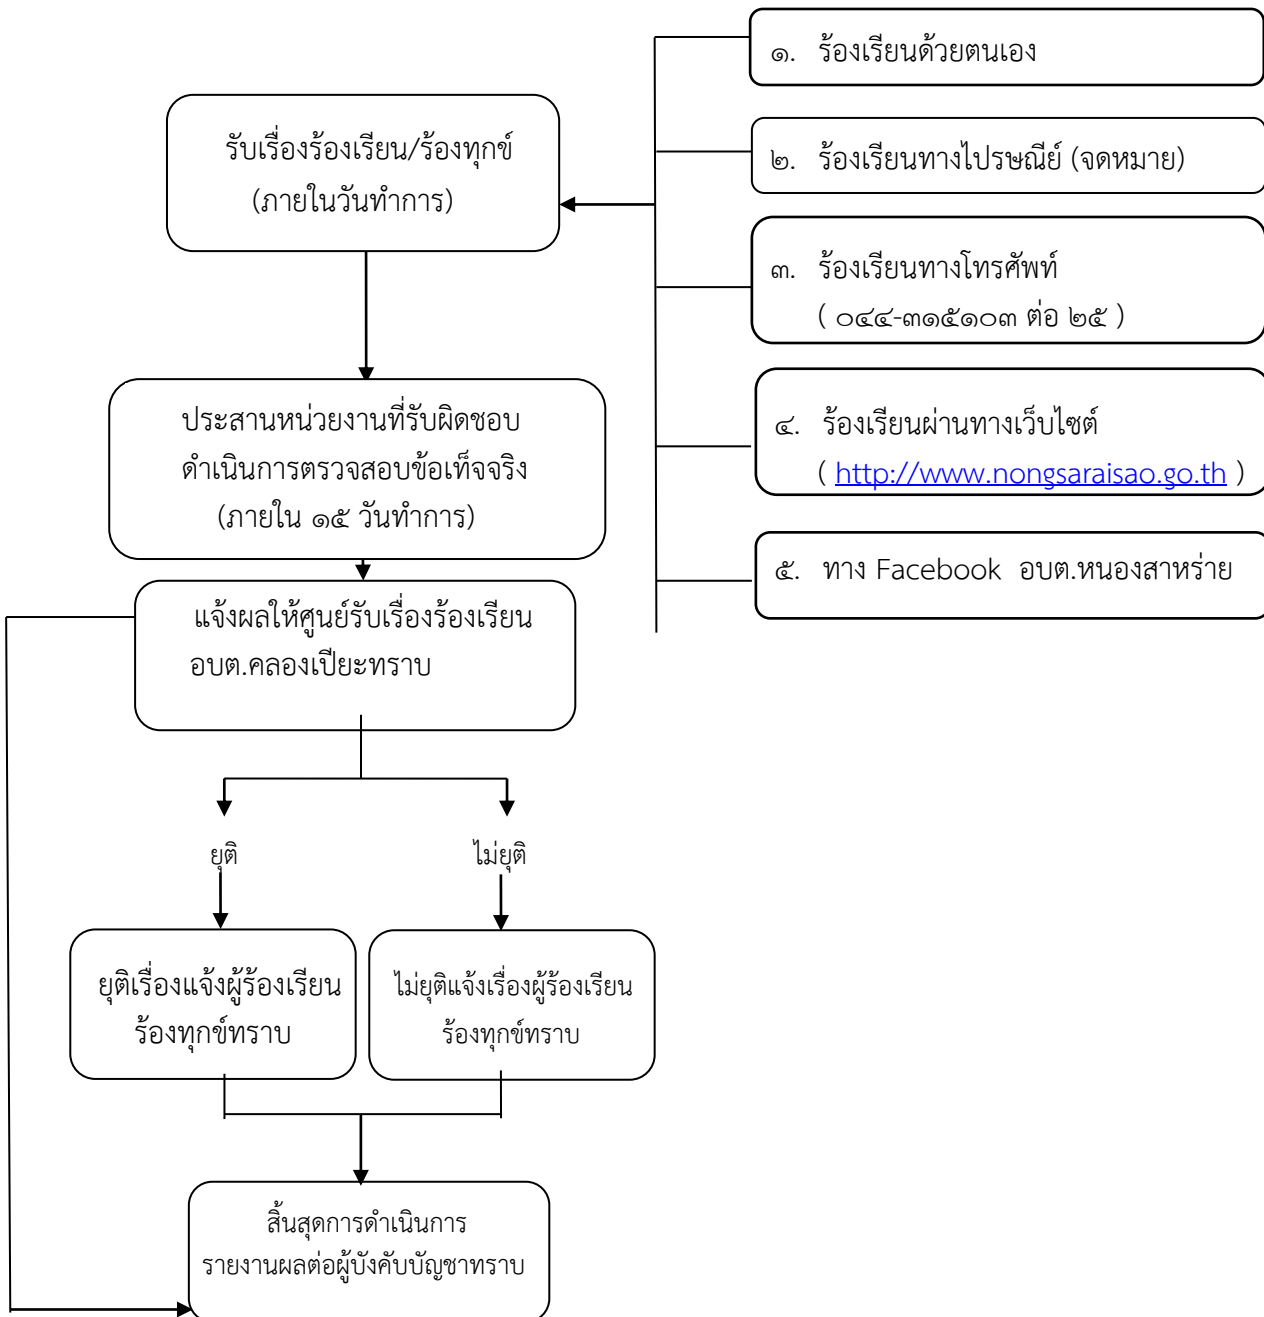 ๑. ร้องเรียนด้วยตนเอง
รับเรื่องร้องเรียน/ร้องทุกข์
(ภายในวันทำการ)
๒. ร้องเรียนทางไปรษณีย์ (จดหมาย)
๓. ร้องเรียนทางโทรศัพท์
( ๐๔๔-๓๑๕๑๐๓ ต่อ ๒๕ )
๔. ร้องเรียนผ่านทางเว็บไซต์
( http://www.nongsaraisao.go.th )
๕. ทาง Facebook อบต.หนองสาหร่าย
ประสานหน่วยงานที่รับผิดชอบ
ดำเนินการตรวจสอบข้อเท็จจริง
(ภายใน ๑๕ วันทำการ)
แจ้งผลให้ศูนย์รับเรื่องร้องเรียน
อบต.คลองเปียะทราบ
ยุติ
ไม่ยุติ
ยุติเรื่องแจ้งผู้ร้องเรียน
ร้องทุกข์ทราบ
ไม่ยุติแจ้งเรื่องผู้ร้องเรียน
ร้องทุกข์ทราบ
สิ้นสุดการดำเนินการ
รายงานผลต่อผู้บังคับบัญชาทราบ